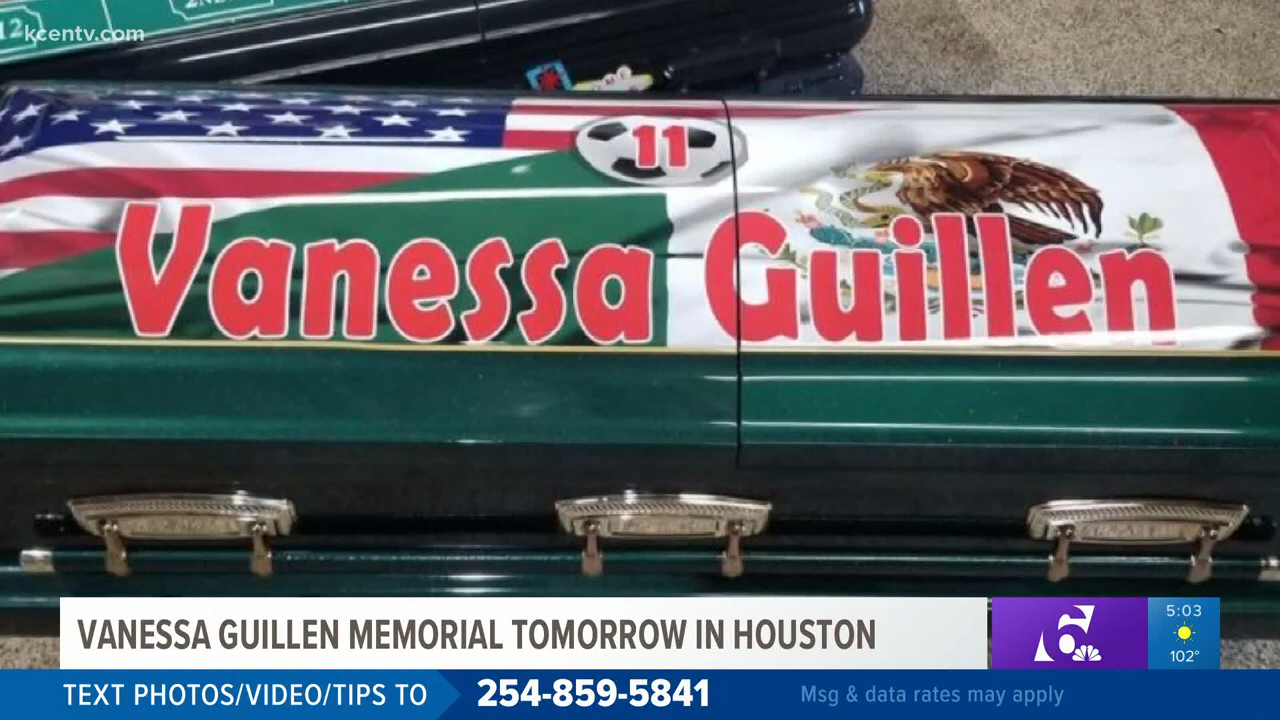 kcentv.com
11
Vanessa Guillen
VANESSA GUILLEN MEMORIAL TOMORROW IN HOUSTON
6
5:03
102°
TEXT PHOTOS/VIDEO/TIPS TO 254-859-5841 Msg & data rates may apply